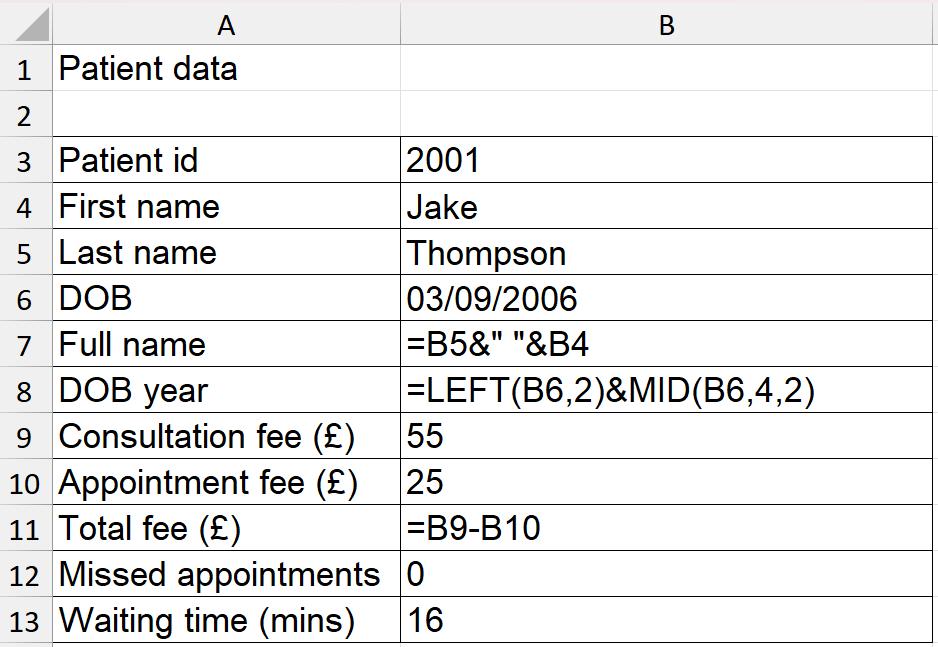 A B
1 Patient data
2
3 Patient id 2001
4 First name Jake
5 Last name Thompson
6 DOB 03/09/2006
7 Full name =B5&" "&B4
8 DOB year =LEFT(B6,2)&MID(B6,4,2)
9 Consultation fee (£) 55
10 Appointment fee (£) 25
11 Total fee (£) =B9-B10
12 Missed appointments 0
13 Waiting time (mins) 16